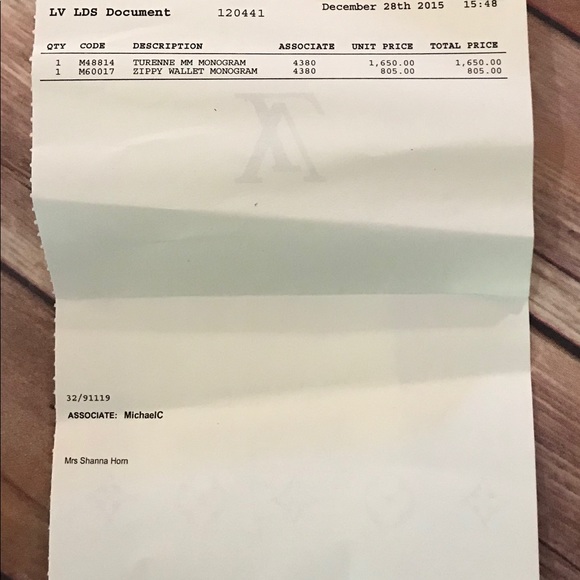 LV LDS Document 120441 December 28th 2015 15:48
QTY CODE DESCRIPTION ASSOCIATE UNIT PRICE TOTAL PRICE
1 M48814 TURENNE MM MONOGRAM 4380 1,650.00 1,650.00
1 M60017 ZIPPY WALLET MONOGRAM 4380 805.00 805.00
32/91119
ASSOCIATE: MichaelC
Mrs Shanna Horn